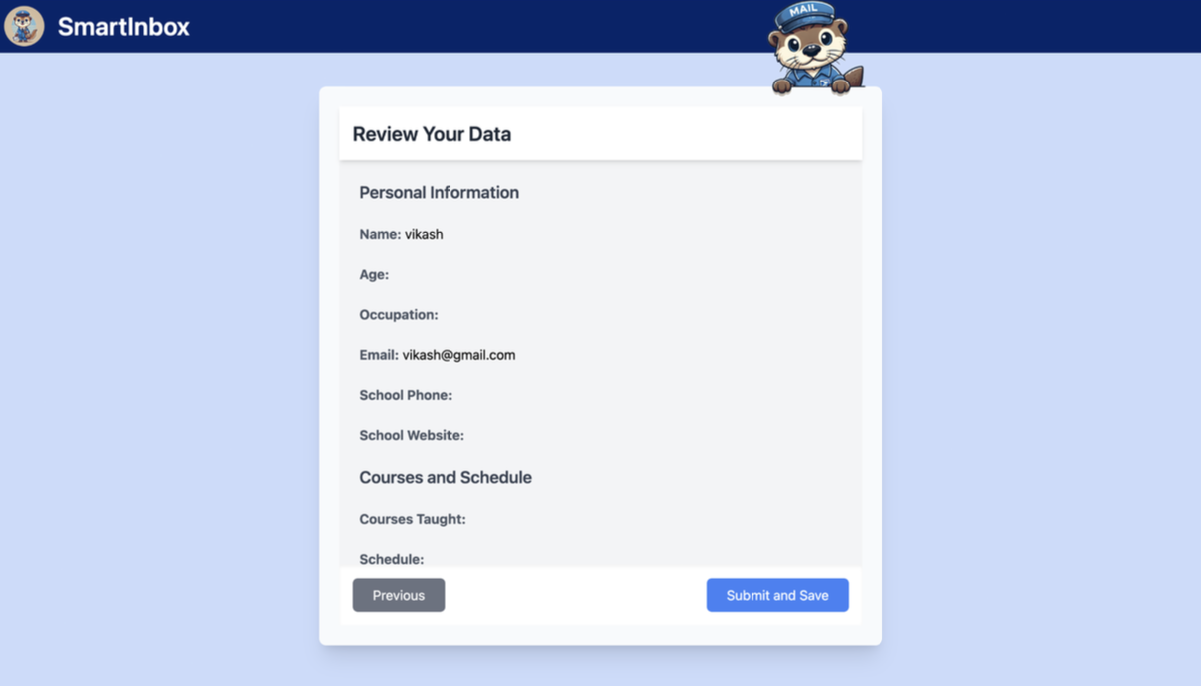 SmartInbox
MAIL
Review Your Data
Personal Information
Name: vikash
Age:
Occupation:
Email: vikash@gmail.com
School Phone:
School Website:
Courses and Schedule
Courses Taught:
Schedule:
Previous
Submit and Save